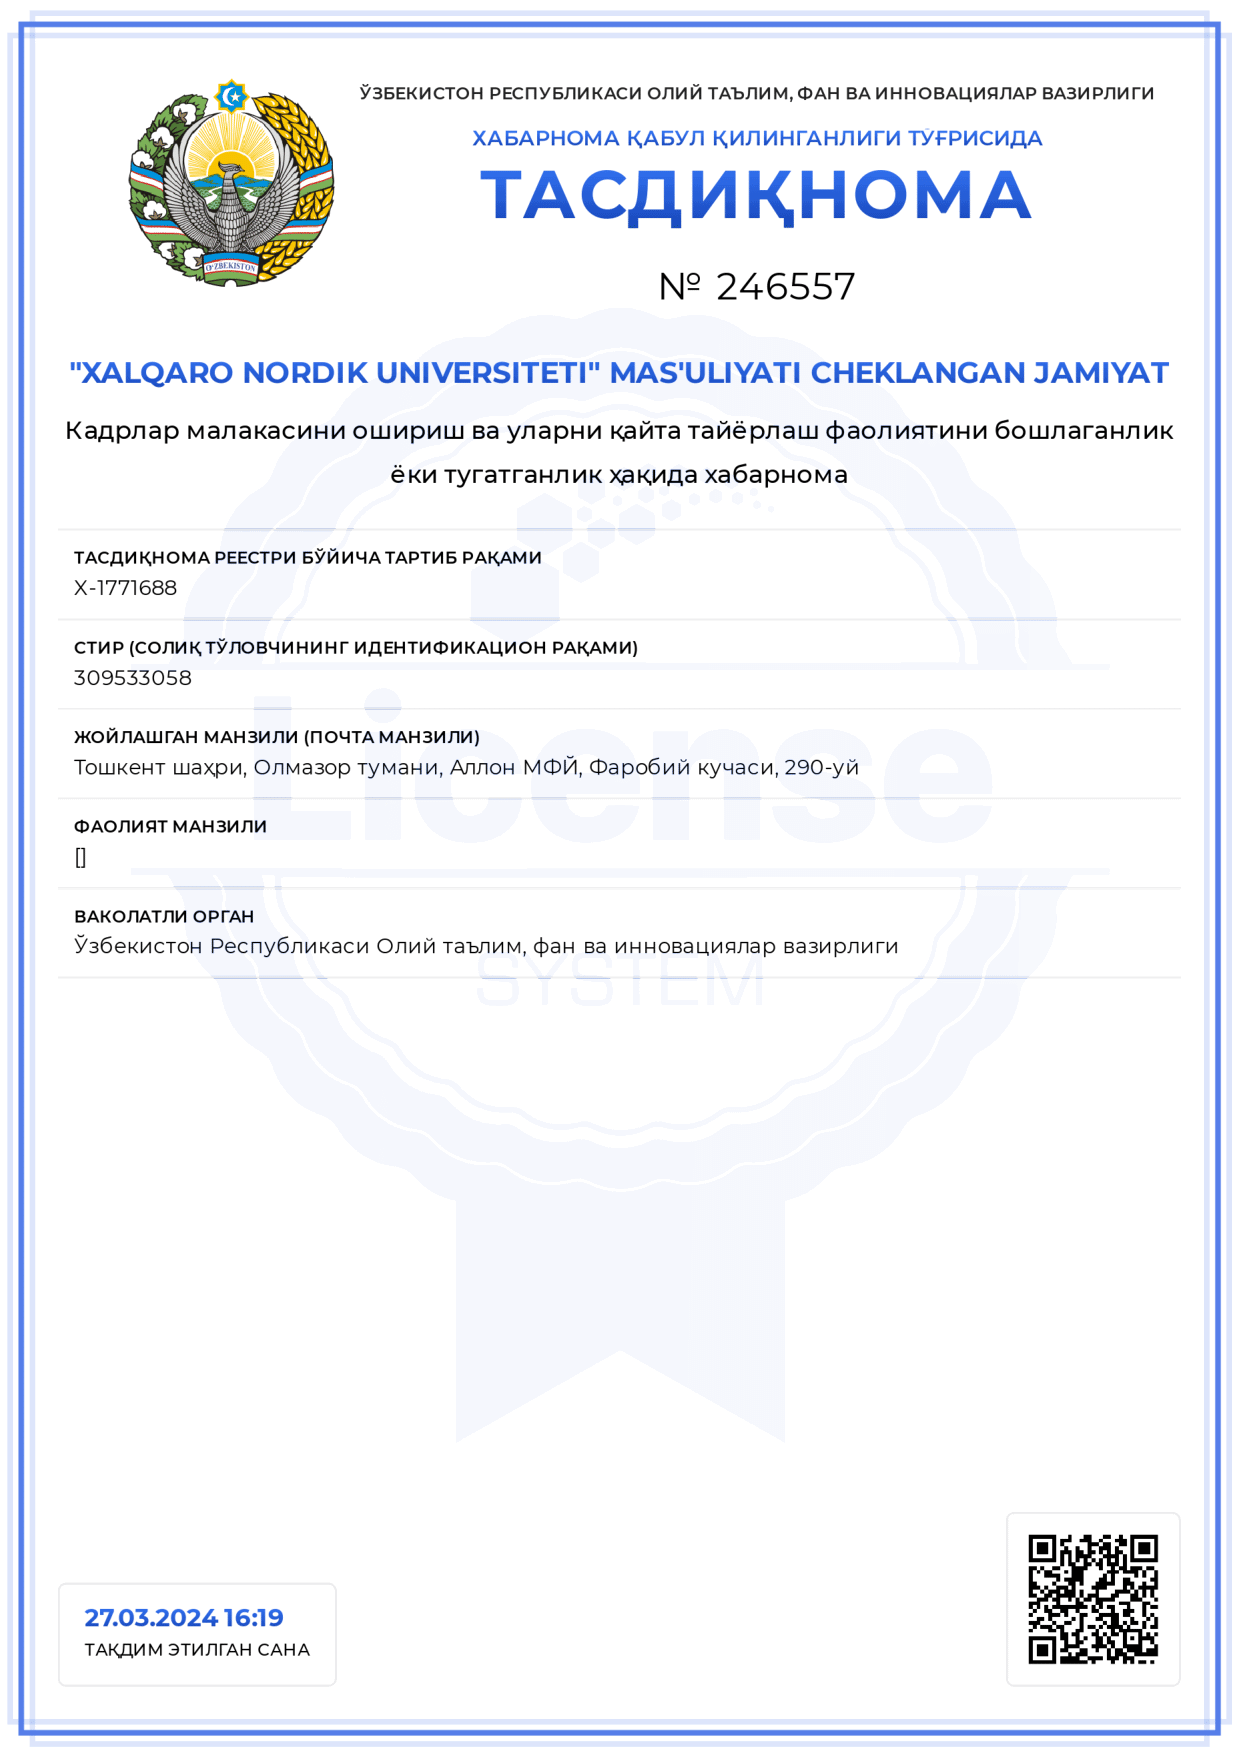 ЎЗБЕКИСТОН РЕСПУБЛИКАСИ ОЛИЙ ТАЪЛИМ, ФАН ВА ИННОВАЦИЯЛАР ВАЗИРЛИГИ
ХАБАРНОМА ҚАБУЛ ҚИЛИНГАНЛИГИ ТЎҒРИСИДА
ТАСДИҚНОМА
O'ZBEKISTON
№ 246557
"XALQARO NORDIK UNIVERSITETI" MAS'ULIYATI CHEKLANGAN JAMIYAT
Кадрлар малакасини ошириш ва уларни қайта тайёрлаш фаолиятини бошлаганлик
ёки тугатганлик ҳақида хабарнома
ТАСДИҚНОМА РЕЕСТРИ БЎЙИЧА ТАРТИБ РАҚАМИ
X-1771688
СТИР (СОЛИҚ ТЎЛОВЧИНИНГ ИДЕНТИФИКАЦИОН РАҚАМИ)
309533058
ЖОЙЛАШГАН МАНЗИЛИ (ПОЧТА МАНЗИЛИ)
Тошкент шаҳри, Олмазор тумани, Аллон МФЙ, Фаробий кучаси, 290-уй
License
ФАОЛИЯТ МАНЗИЛИ
[]
ВАКОЛАТЛИ ОРГАН
Ўзбекистон Республикаси Олий таълим, фан ва инновациялар вазирлиги
SYSTEM
27.03.2024 16:19
ТАҚДИМ ЭТИЛГАН САНА